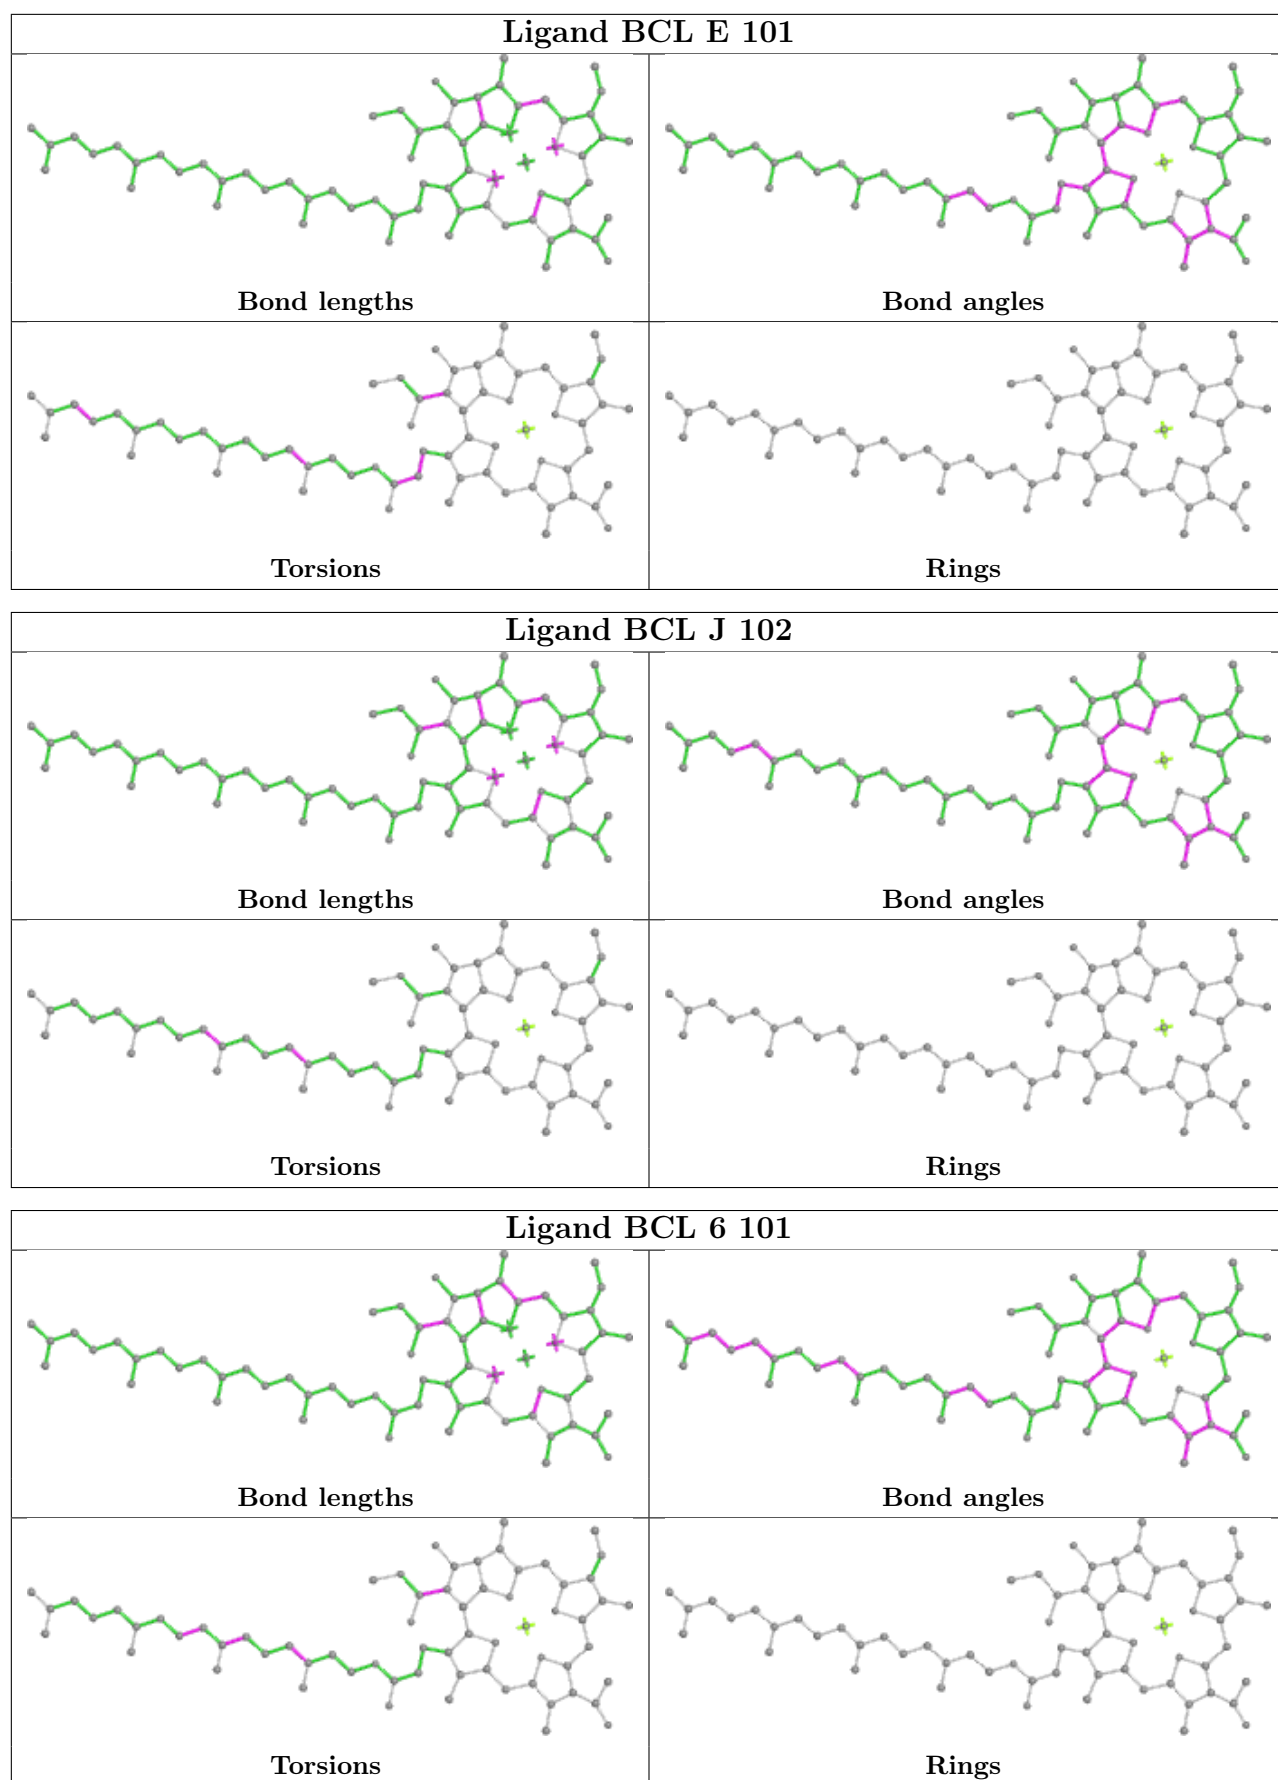 Ligand BCL E 101
Bond lengths
Bond angles
Torsions
Rings
Ligand BCL J 102
Bond lengths
Bond angles
Torsions
Rings
Ligand BCL 6 101
Bond lengths
Bond angles
Torsions
Rings